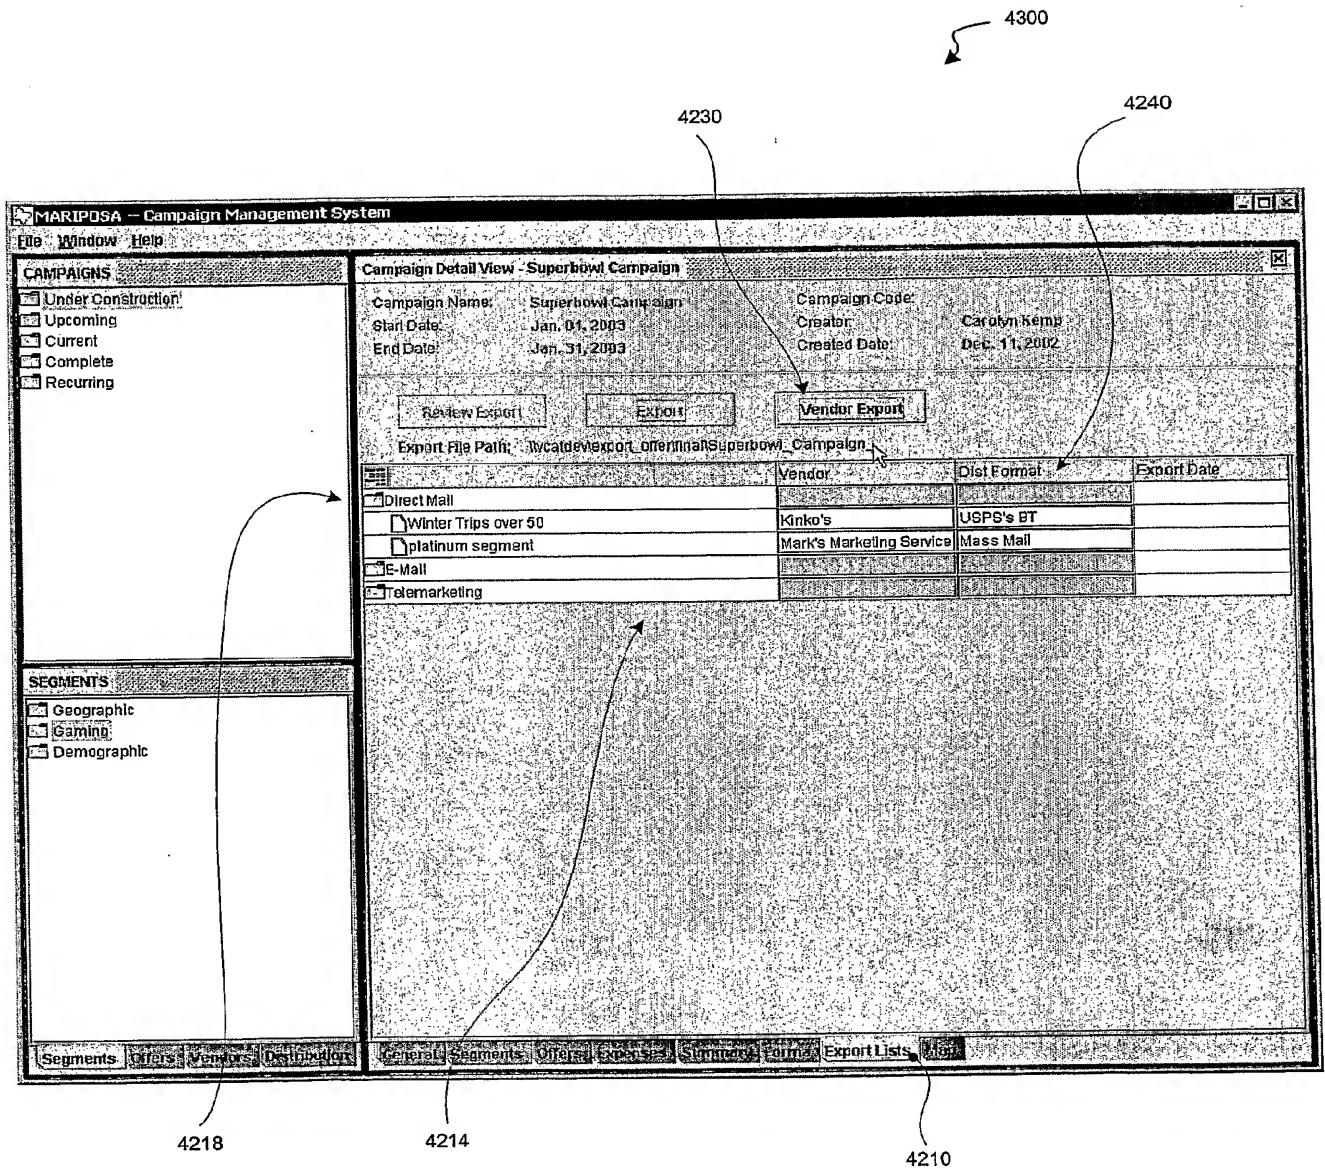 4300
4230
4240
MARIPOSA -- Campaign Management System
File Window Help
CAMPAIGNS
Under Construction
Upcoming
Current
Complete
Recurring
Campaign Detail View - Superbowl Campaign
Campaign Name: Superbowl Campaign Campaign Code:
Start Date: Jan. 01, 2003 Creator: Carolyn Kemp
End Date: Jan. 31, 2003 Created Date: Dec. 11, 2002
Review Export Export Vendor Export
Export File Path: \Superbowl_Campaign
Vendor Dist Format Export Date
Direct Mail
Winter Trips over 50 Kinko's USPS's BT
platinum segment Mark's Marketing Service Mass Mail
E-Mail
Telemarketing
SEGMENTS
Geographic
Gaming
Demographic
Segments Offers Vendors Distribution
General Segments Offers Expenses Summary Format Export Lists
4218
4214
4210